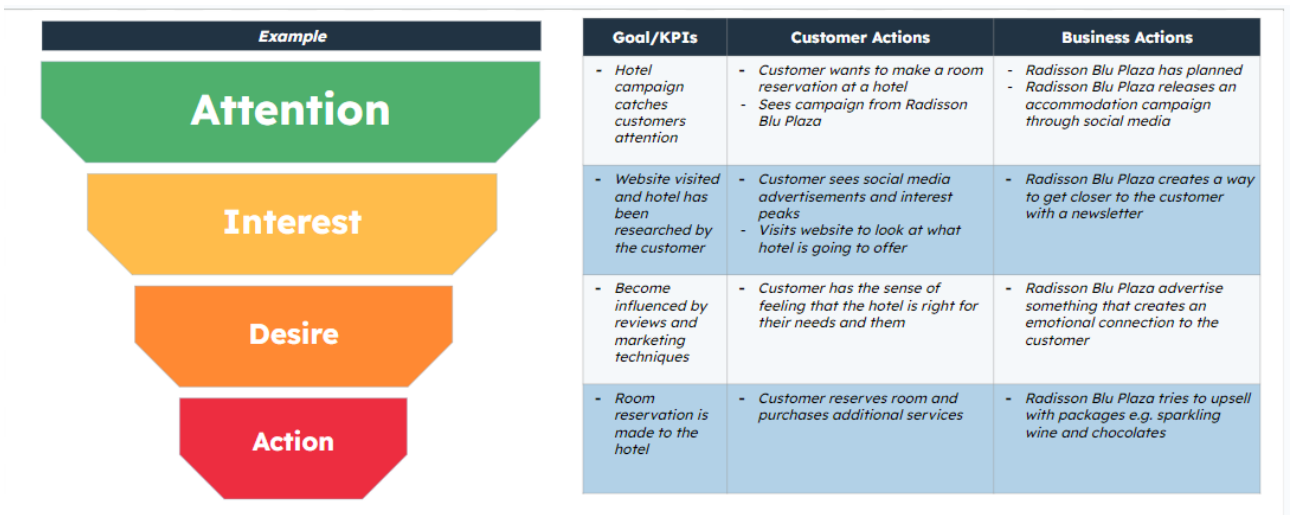 Example
Attention
Interest
Desire
Action
Goal/KPIs
Customer Actions
Business Actions
- Hotel
campaign
catches
customers
attention
- Customer wants to make a room
reservation at a hotel
- Sees campaign from Radisson
Blu Plaza
- Radisson Blu Plaza has planned
- Radisson Blu Plaza releases an
accommodation campaign
through social media
- Website visited
and hotel has
been
researched by
the customer
- Customer sees social media
advertisements and interest
peaks
- Visits website to look at what
hotel is going to offer
- Radisson Blu Plaza creates a way
to get closer to the customer
with a newsletter
- Become
influenced by
reviews and
marketing
techniques
- Customer has the sense of
feeling that the hotel is right for
their needs and them
- Radisson Blu Plaza advertise
something that creates an
emotional connection to the
customer
- Room
reservation is
made to the
hotel
- Customer reserves room and
purchases additional services
- Radisson Blu Plaza tries to upsell
with packages e.g. sparkling
wine and chocolates